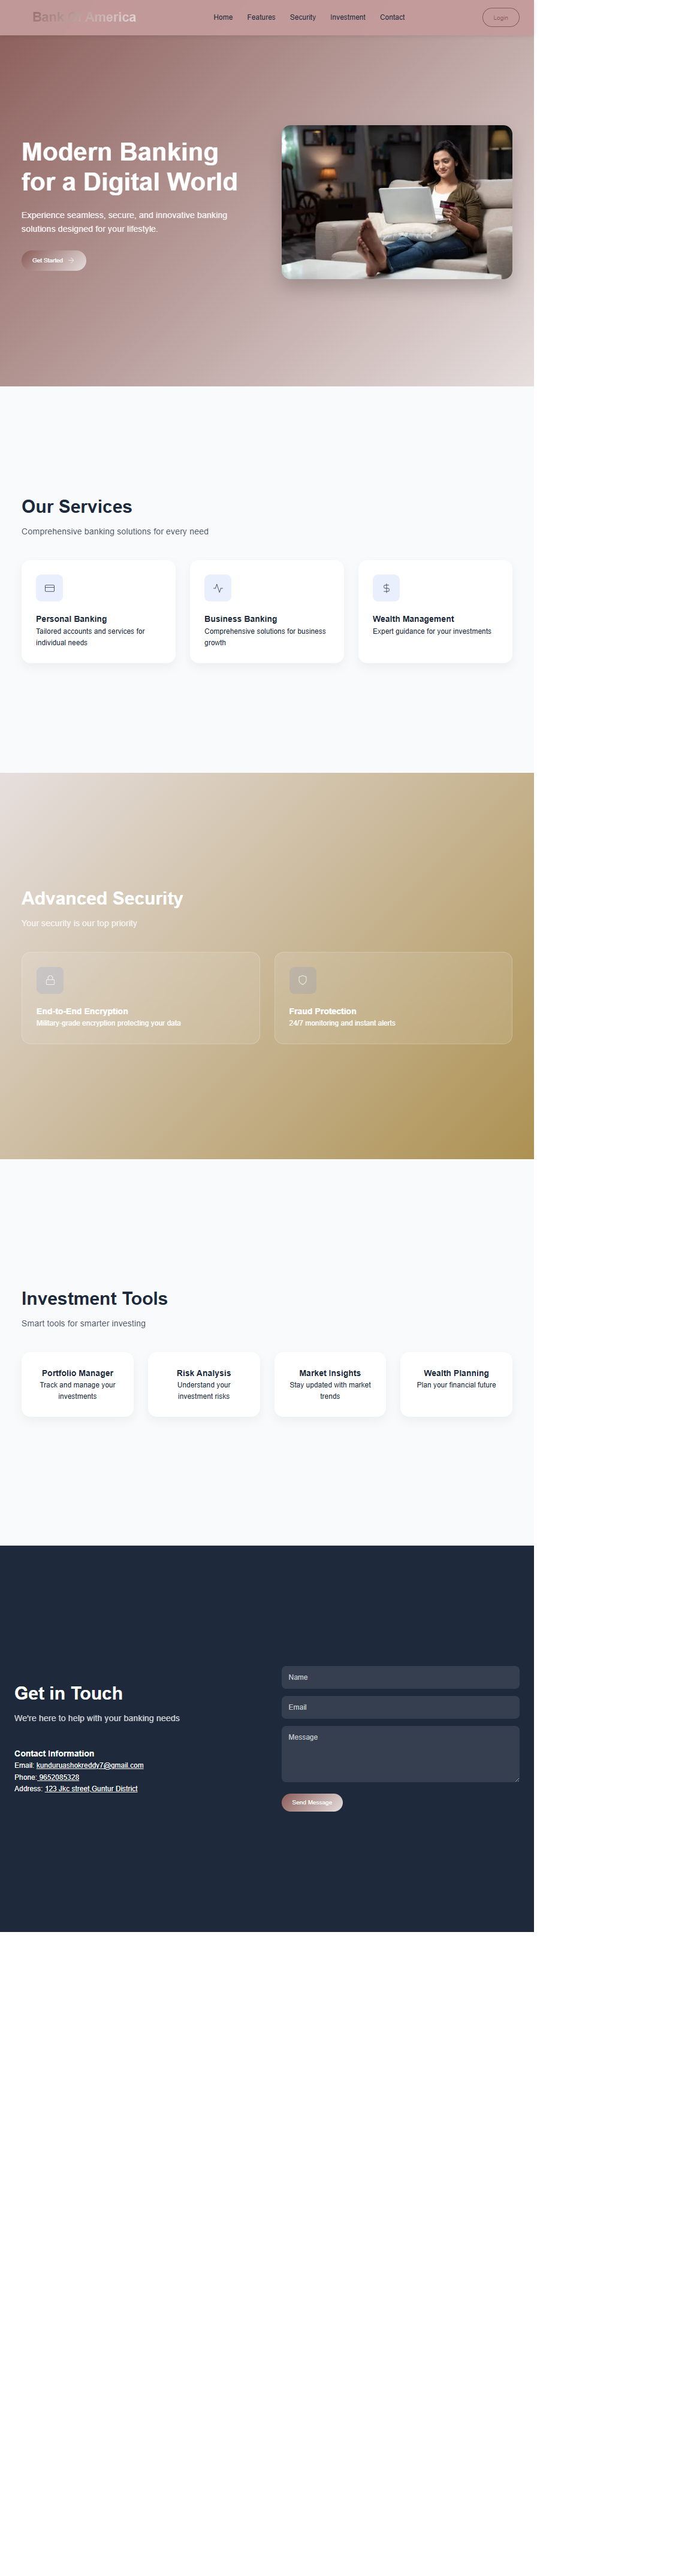 Bank Of America
Home
Features
Security
Investment
Contact
Login
Modern Banking
for a Digital World
Experience seamless, secure, and innovative banking
solutions designed for your lifestyle.
Get Started →
Our Services
Comprehensive banking solutions for every need
Personal Banking
Tailored accounts and services for
individual needs
Business Banking
Comprehensive solutions for business
growth
Wealth Management
Expert guidance for your investments
Advanced Security
Your security is our top priority
End-to-End Encryption
Military-grade encryption protecting your data
Fraud Protection
24/7 monitoring and instant alerts
Investment Tools
Smart tools for smarter investing
Portfolio Manager
Track and manage your
investments
Risk Analysis
Understand your
investment risks
Market Insights
Stay updated with market
trends
Wealth Planning
Plan your financial future
Get in Touch
We're here to help with your banking needs
Contact Information
Email: kunduruashokreddy7@gmail.com
Phone: 9652085328
Address: 123 Jkc street,Guntur District
Name
Email
Message
Send Message